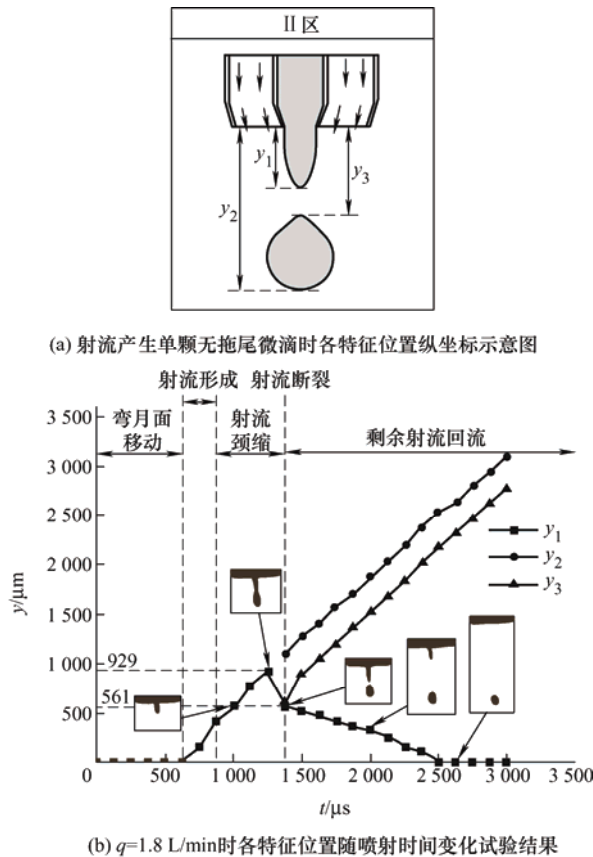 II区
y₁
y₃
y₂
(a) 射流产生单颗无拖尾微滴时各特征位置纵坐标示意图
射流形成 射流断裂
弯月面
移动
射流
颈缩
剩余射流回流
3 500
3 000
2 500
2 000
1 500
1 000
929
561
500
y/μm
y₁
y₂
y₃
0 500 1 000 1 500 2 000 2 500 3 000 3 500
t/μs
(b) q=1.8 L/min时各特征位置随喷射时间变化试验结果